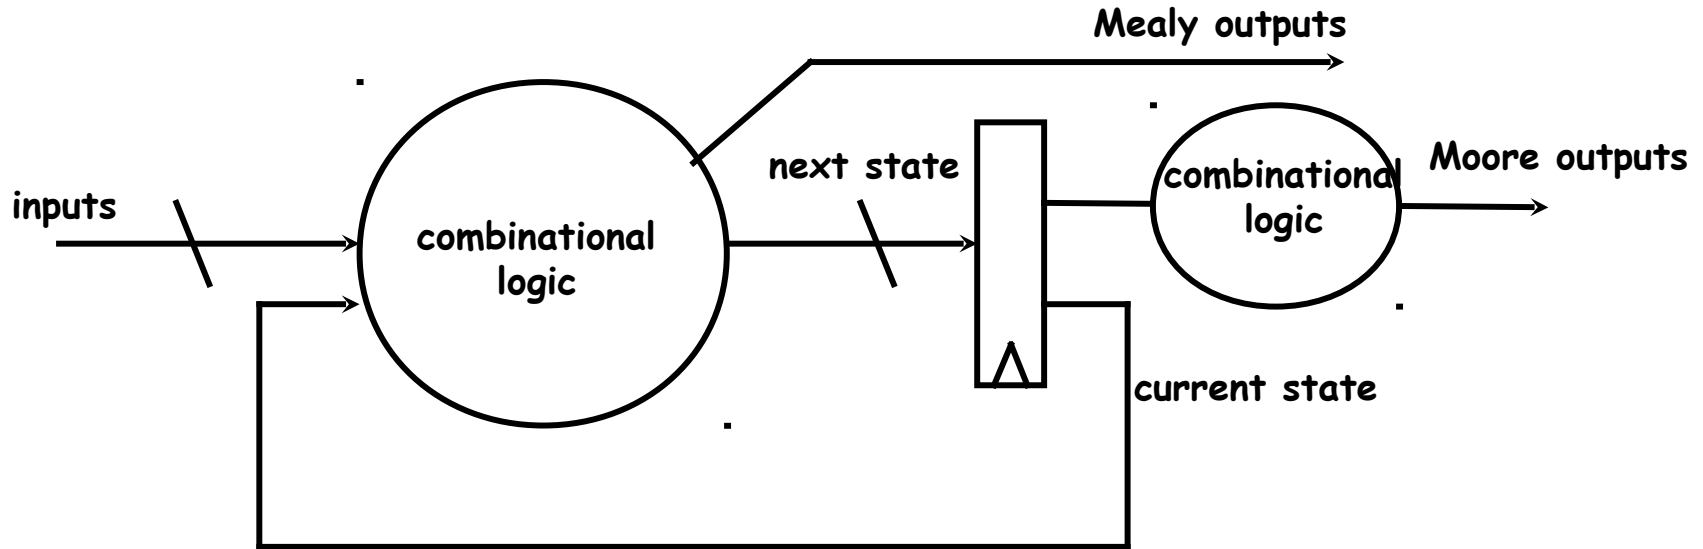 Mealy outputs
next state
combinational
logic
Moore outputs
inputs
combinational
logic
current state